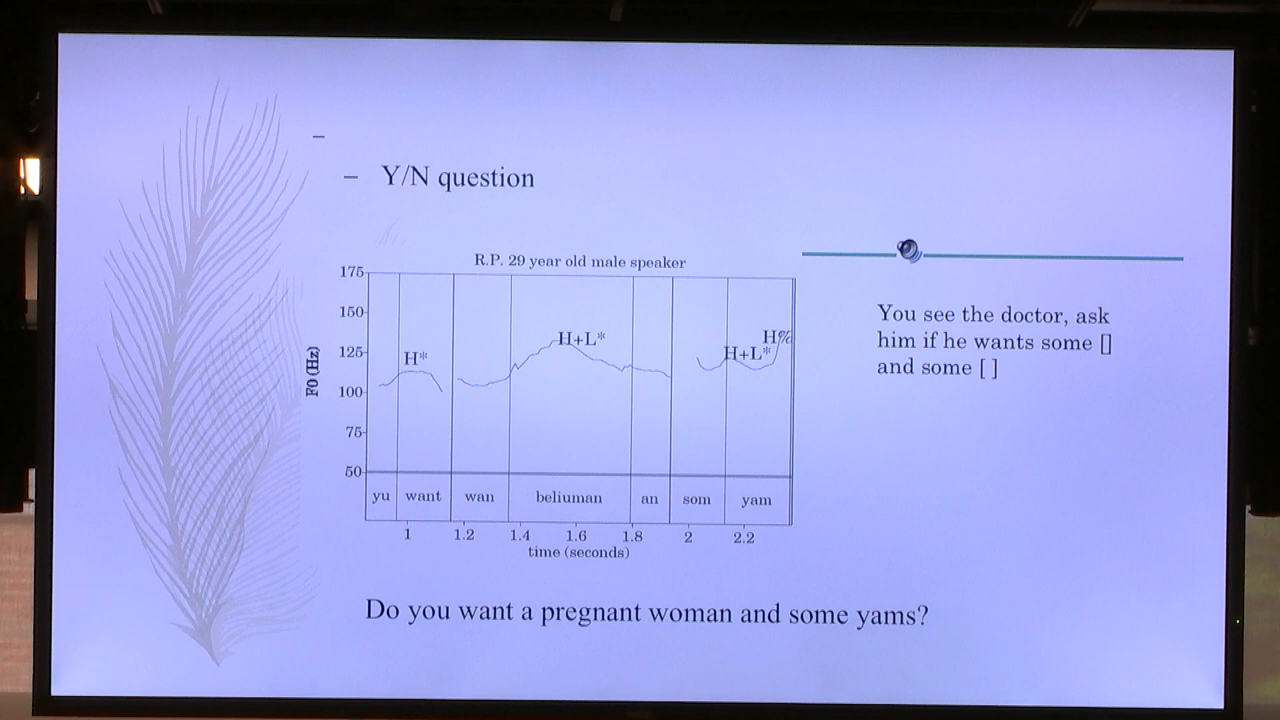 –
– Y/N question
R.P. 29 year old male speaker
175
150
125
100
75
50
F0 (Hz)
H*
H+L*
H+L*
H%
yu want wan beliuman an som yam
1 1.2 1.4 1.6 1.8 2 2.2
time (seconds)
You see the doctor, ask
him if he wants some []
and some [ ]
Do you want a pregnant woman and some yams?